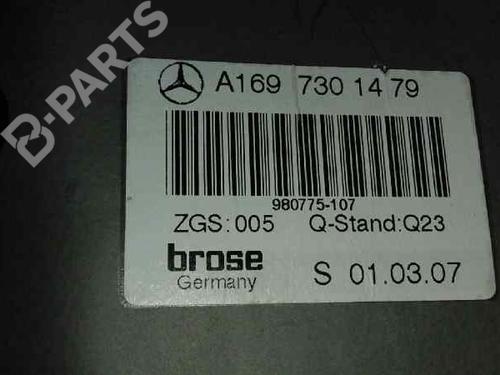 B-PARTS
A169 730 14 79
980775-107
ZGS:005 Q-Stand:Q23
brose
Germany
S 01.03.07